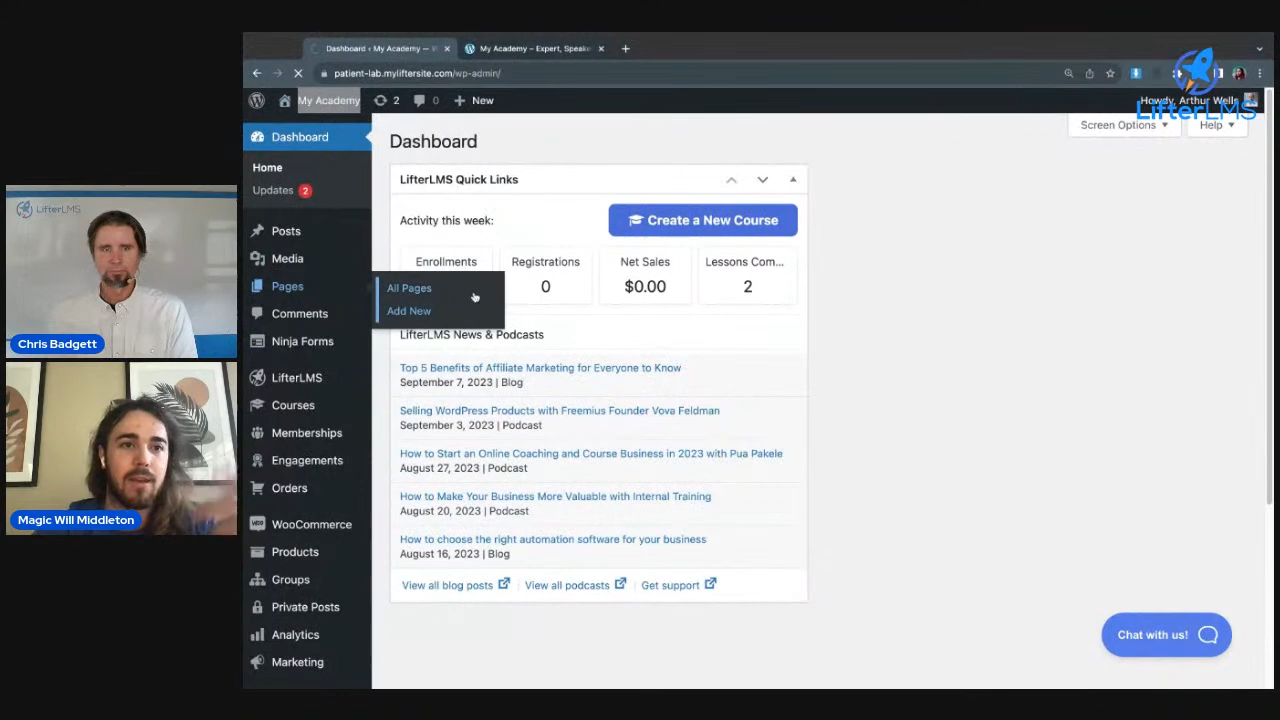 Dashboard ‹ My Academy —
My Academy – Expert, Speake
patient-lab.myliftersite.com/wp-admin/
My Academy
2
0
New
Howdy, Arthur Wells
LifterLMS
Screen Options
Help
Dashboard
Home
Updates 2
Posts
Media
Pages
Comments
Ninja Forms
LifterLMS
Courses
Memberships
Engagements
Orders
WooCommerce
Products
Groups
Private Posts
Analytics
Marketing
All Pages
Add New
Dashboard
LifterLMS Quick Links
Activity this week:
Create a New Course
Enrollments
Registrations
0
Net Sales
$0.00
Lessons Com...
2
LifterLMS News & Podcasts
Top 5 Benefits of Affiliate Marketing for Everyone to Know
September 7, 2023 | Blog
Selling WordPress Products with Freemius Founder Vova Feldman
September 3, 2023 | Podcast
How to Start an Online Coaching and Course Business in 2023 with Pua Pakele
August 27, 2023 | Podcast
How to Make Your Business More Valuable with Internal Training
August 20, 2023 | Podcast
How to choose the right automation software for your business
August 16, 2023 | Blog
View all blog posts | View all podcasts | Get support
Chat with us!
LifterLMS
Chris Badgett
Magic Will Middleton